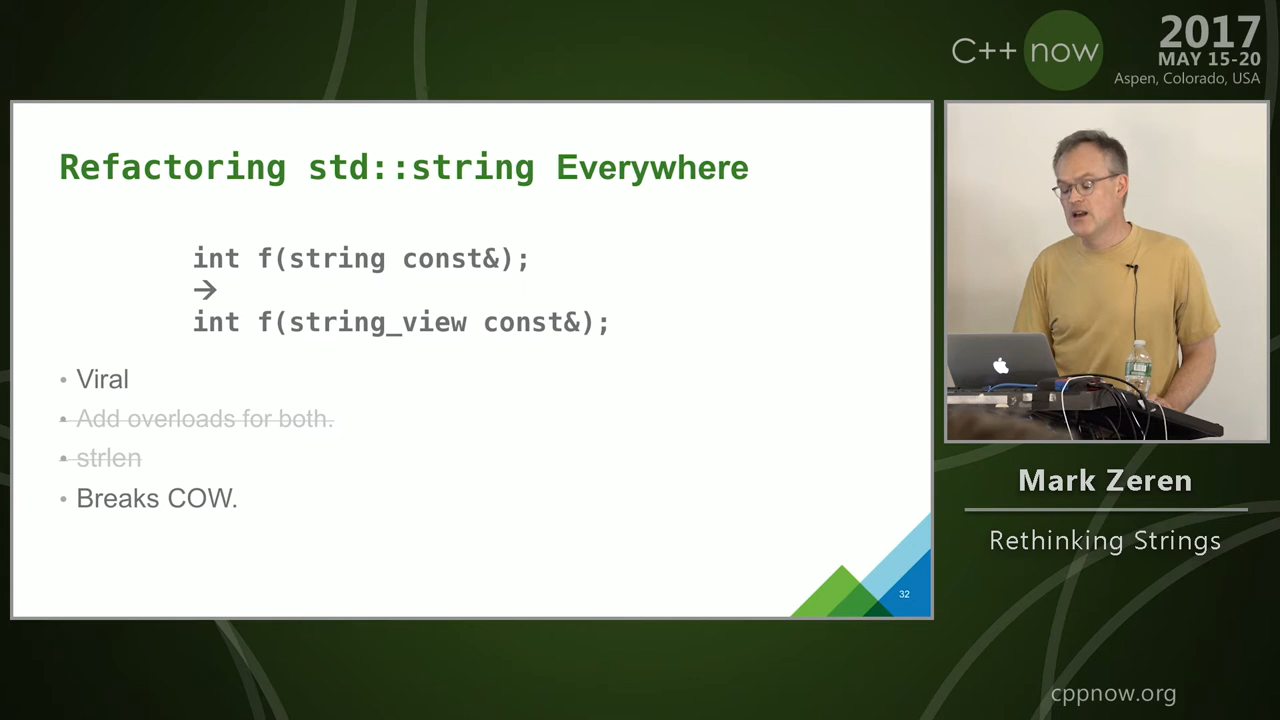 C++ now
2017
MAY 15-20
Aspen, Colorado, USA
Refactoring std::string Everywhere
int f(string const&);
→
int f(string_view const&);
• Viral
• Add overloads for both.
• strlen
• Breaks COW.
32
Mark Zeren
Rethinking Strings
cppnow.org